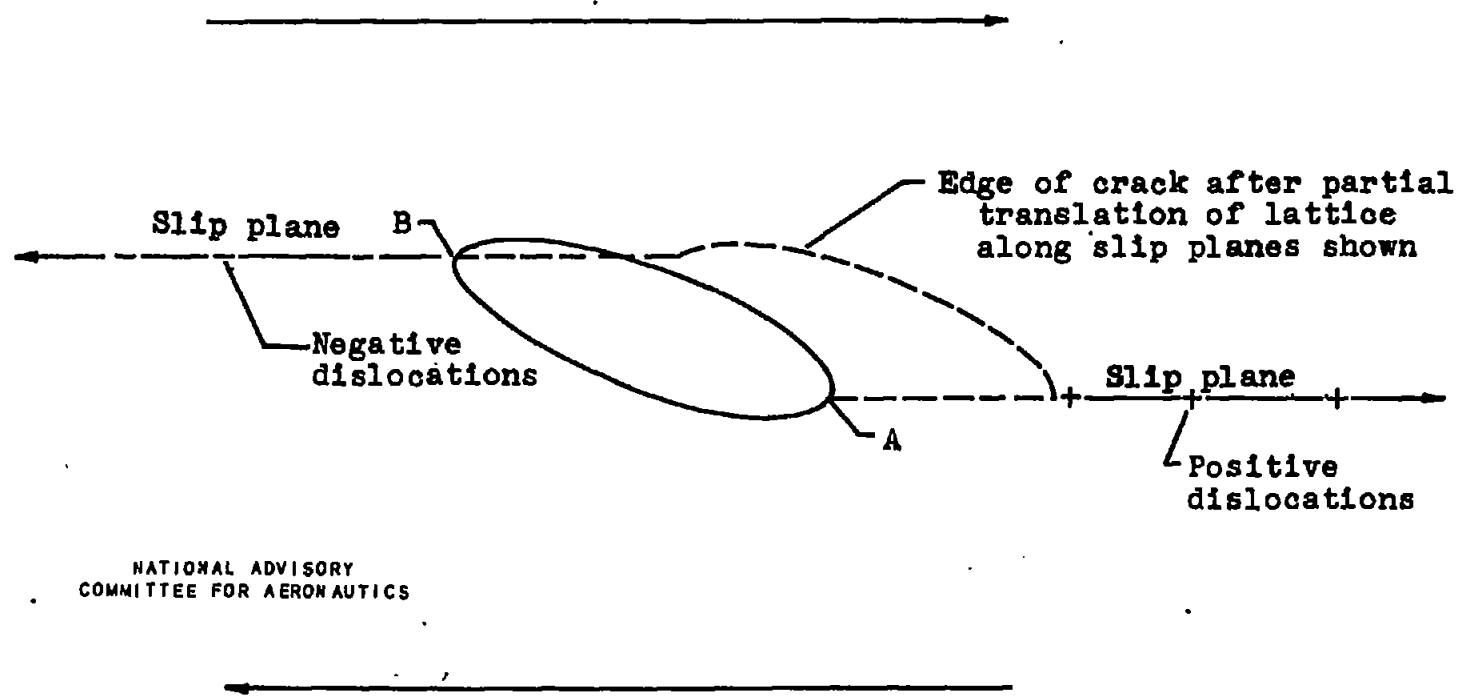 Edge of crack after partial
translation of lattice
along slip planes shown
Slip plane
B
Negative
dislocations
Slip plane
A
Positive
dislocations
NATIONAL ADVISORY
COMMITTEE FOR AERONAUTICS